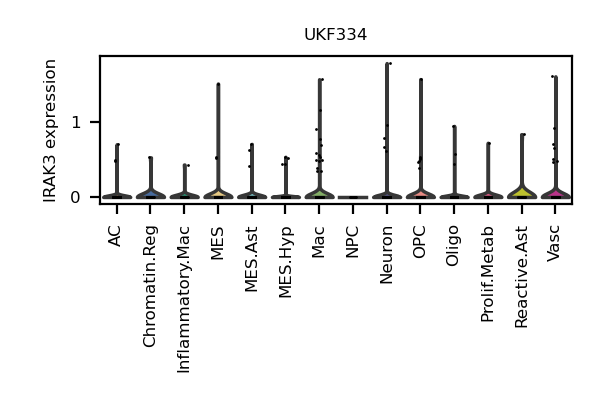 UKF334
IRAK3 expression
1
0
AC
Chromatin.Reg
Inflammatory.Mac
MES
MES.Ast
MES.Hyp
Mac
NPC
Neuron
OPC
Oligo
Prolif.Metab
Reactive.Ast
Vasc